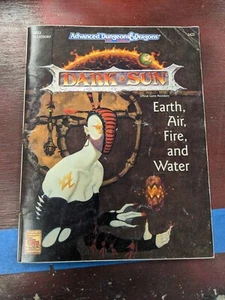 Advanced Dungeons & Dragons
DARK SUN
Earth,
Air,
Fire,
and
Water